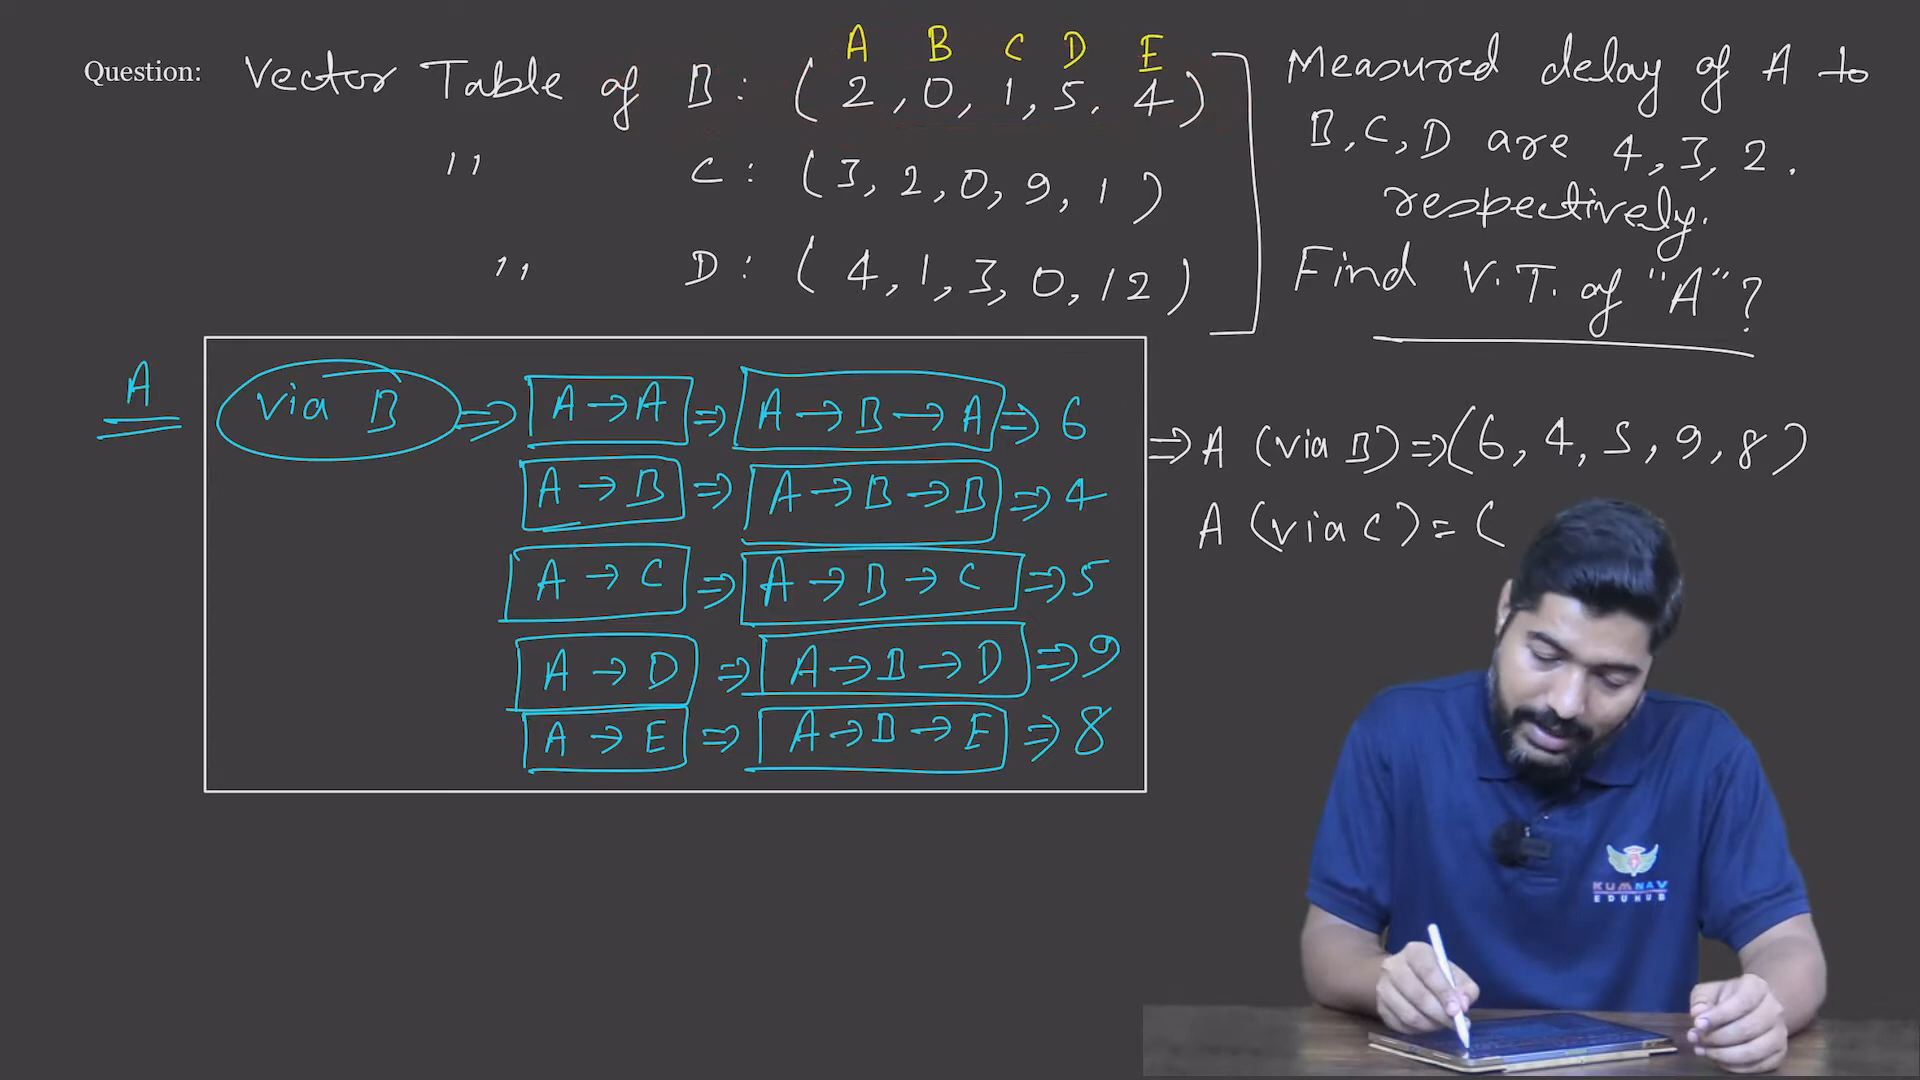 A B C D E
Question: Vector Table of B: (2, 0, 1, 5, 4)
" C: (3, 2, 0, 9, 1)
" D: (4, 1, 3, 0, 12)
Measured delay of A to
B, C, D are 4, 3, 2.
respectively.
Find V.T. of "A"?
A
via B ⇒ A → A ⇒ A → B → A ⇒ 6
A → B ⇒ A → B → B ⇒ 4
A → C ⇒ A → B → C ⇒ 5
A → D ⇒ A → B → D ⇒ 9
A → E ⇒ A → B → E ⇒ 8
⇒ A (via B) ⇒ (6, 4, 5, 9, 8)
A (via C) = (
KUMNAV
EDUHUB